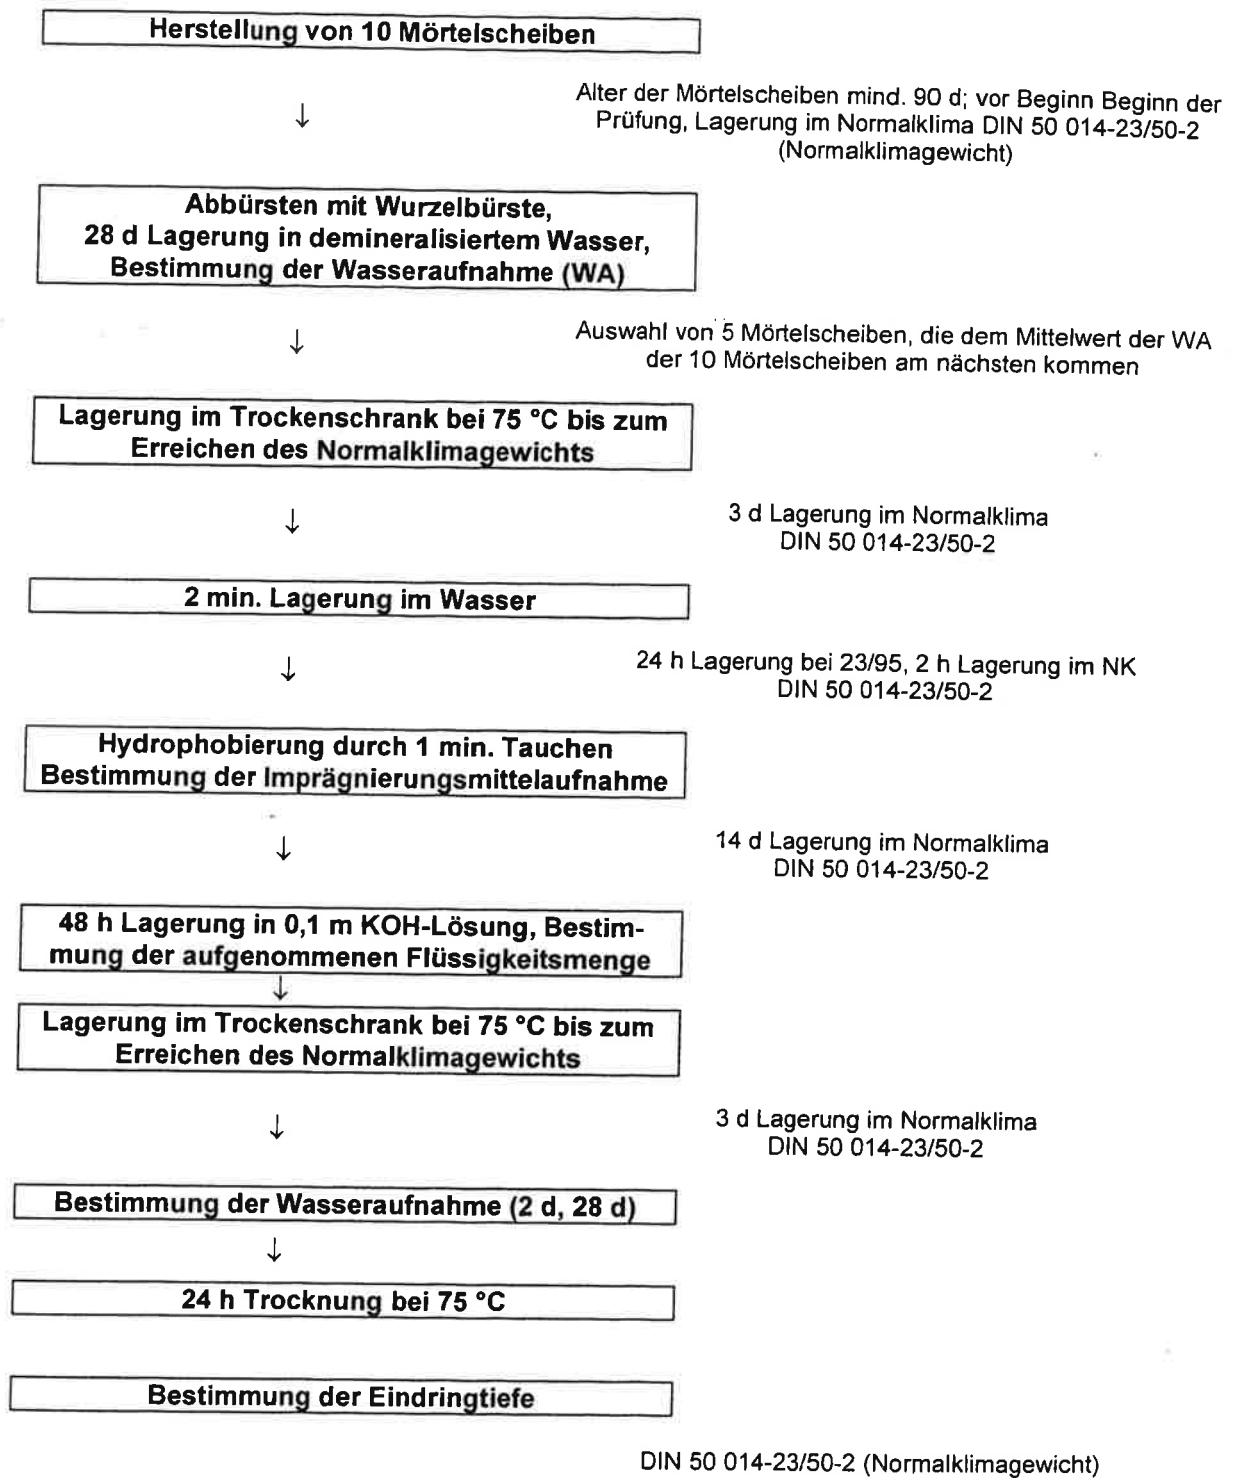 Herstellung von 10 Mörtelscheiben
Alter der Mörtelscheiben mind. 90 d; vor Beginn Beginn der
↓
Prüfung, Lagerung im Normalklima DIN 50 014-23/50-2
(Normalklimagewicht)
Abbürsten mit Wurzelbürste,
28 d Lagerung in demineralisiertem Wasser,
Bestimmung der Wasseraufnahme (WA)
↓
Auswahl von 5 Mörtelscheiben, die dem Mittelwert der WA
der 10 Mörtelscheiben am nächsten kommen
Lagerung im Trockenschrank bei 75 °C bis zum
Erreichen des Normalklimagewichts
↓
3 d Lagerung im Normalklima
DIN 50 014-23/50-2
2 min. Lagerung im Wasser
↓
24 h Lagerung bei 23/95, 2 h Lagerung im NK
DIN 50 014-23/50-2
Hydrophobierung durch 1 min. Tauchen
Bestimmung der Imprägnierungsmittelaufnahme
↓
14 d Lagerung im Normalklima
DIN 50 014-23/50-2
48 h Lagerung in 0,1 m KOH-Lösung, Bestim-
mung der aufgenommenen Flüssigkeitsmenge
↓
Lagerung im Trockenschrank bei 75 °C bis zum
Erreichen des Normalklimagewichts
↓
3 d Lagerung im Normalklima
DIN 50 014-23/50-2
Bestimmung der Wasseraufnahme (2 d, 28 d)
↓
24 h Trocknung bei 75 °C
Bestimmung der Eindringtiefe
DIN 50 014-23/50-2 (Normalklimagewicht)